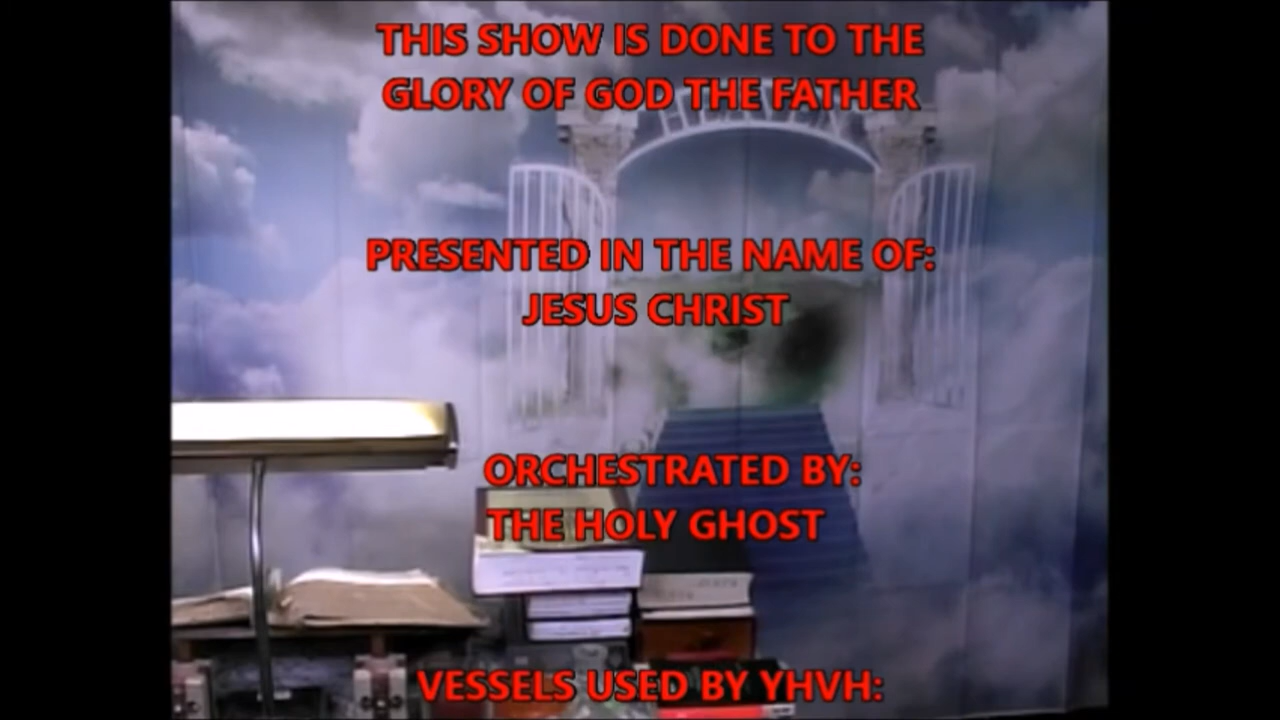 THIS SHOW IS DONE TO THE
GLORY OF GOD THE FATHER
HEAVEN
PRESENTED IN THE NAME OF:
JESUS CHRIST
ORCHESTRATED BY:
THE HOLY GHOST
VESSELS USED BY YHVH: